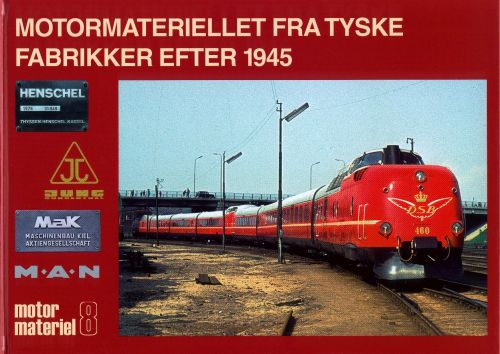 MOTORMATERIELLET FRA TYSKE
FABRIKKER EFTER 1945
HENSCHEL
THYSSEN HENSCHEL KASSEL
JUNG
MaK
MASCHINENBAU KIEL
AKTIENGESELLSCHAFT
M·A·N
motor
materiel 8
DSB
460